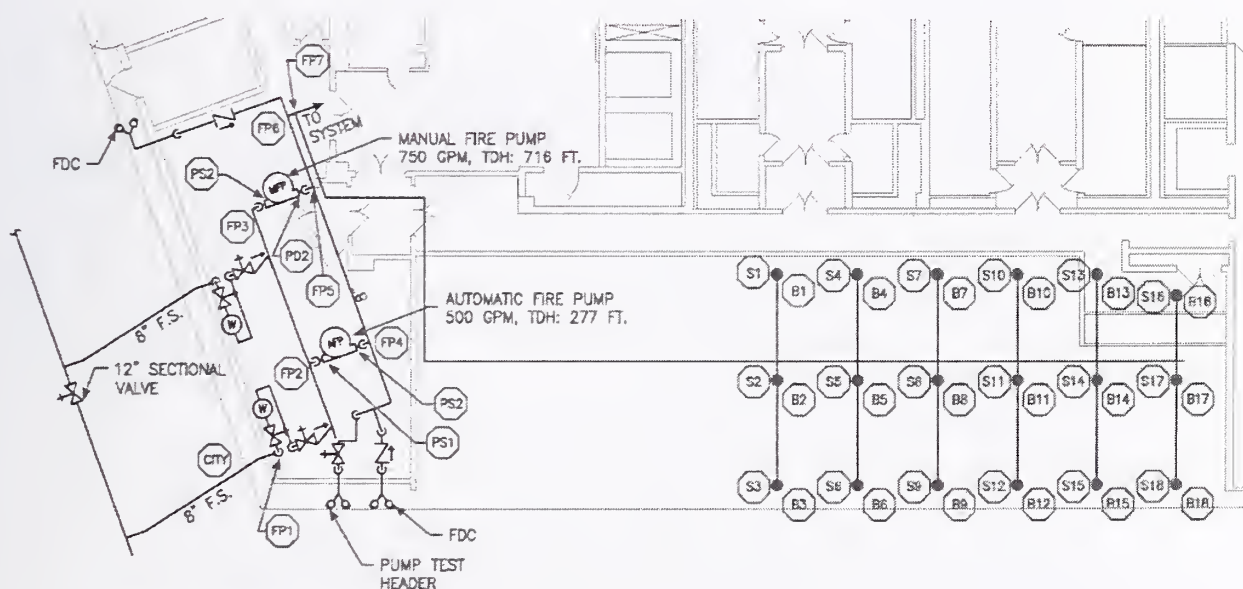 FP7
TO
SYSTEM
FP6
MANUAL FIRE PUMP
750 GPM, TDH: 716 FT.
FDC
PS2
MFP
FP3
PD2
FP5
8
AUTOMATIC FIRE PUMP
500 GPM, TDH: 277 FT.
8" F.S.
W
AFP
FP4
FP2
PS2
12" SECTIONAL
VALVE
W
PS1
CITY
8" F.S.
FP1
FDC
PUMP TEST
HEADER
S1
B1
S4
B4
S7
B7
S10
B10
S13
B13
S16
B16
S2
B2
S5
B5
S8
B8
S11
B11
S14
B14
S17
B17
S3
B3
S6
B6
S9
B9
S12
B12
S15
B15
S18
B18